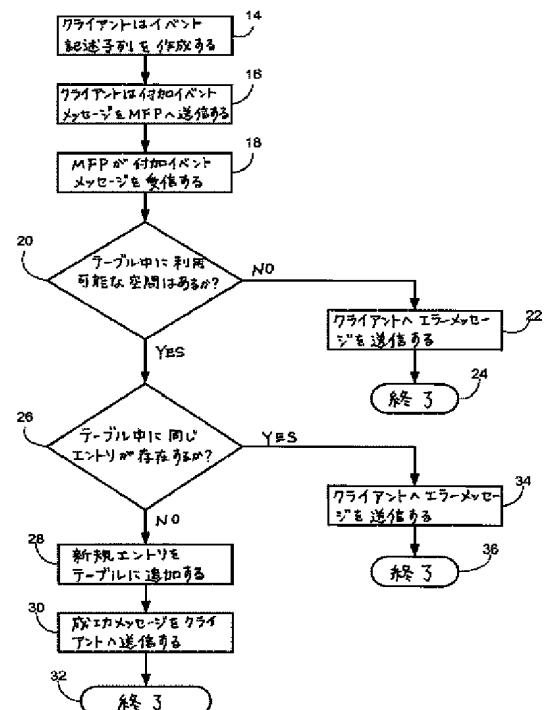 クライアントはイベント
記述子列を作成する
14
クライアントは付加イベント
メッセージをMFPへ送信する
16
MFPが付加イベント
メッセージを受信する
18
20
テーブル中に利用
可能な空間はあるか?
NO
YES
クライアントへエラーメッセー
ジを送信する
22
終了
24
26
テーブル中に同じ
エントリが存在するか?
YES
NO
クライアントへエラーメッセー
ジを送信する
34
終了
36
28
新規エントリを
テーブルに追加する
30
成功メッセージをクライ
アントへ送信する
32
終了